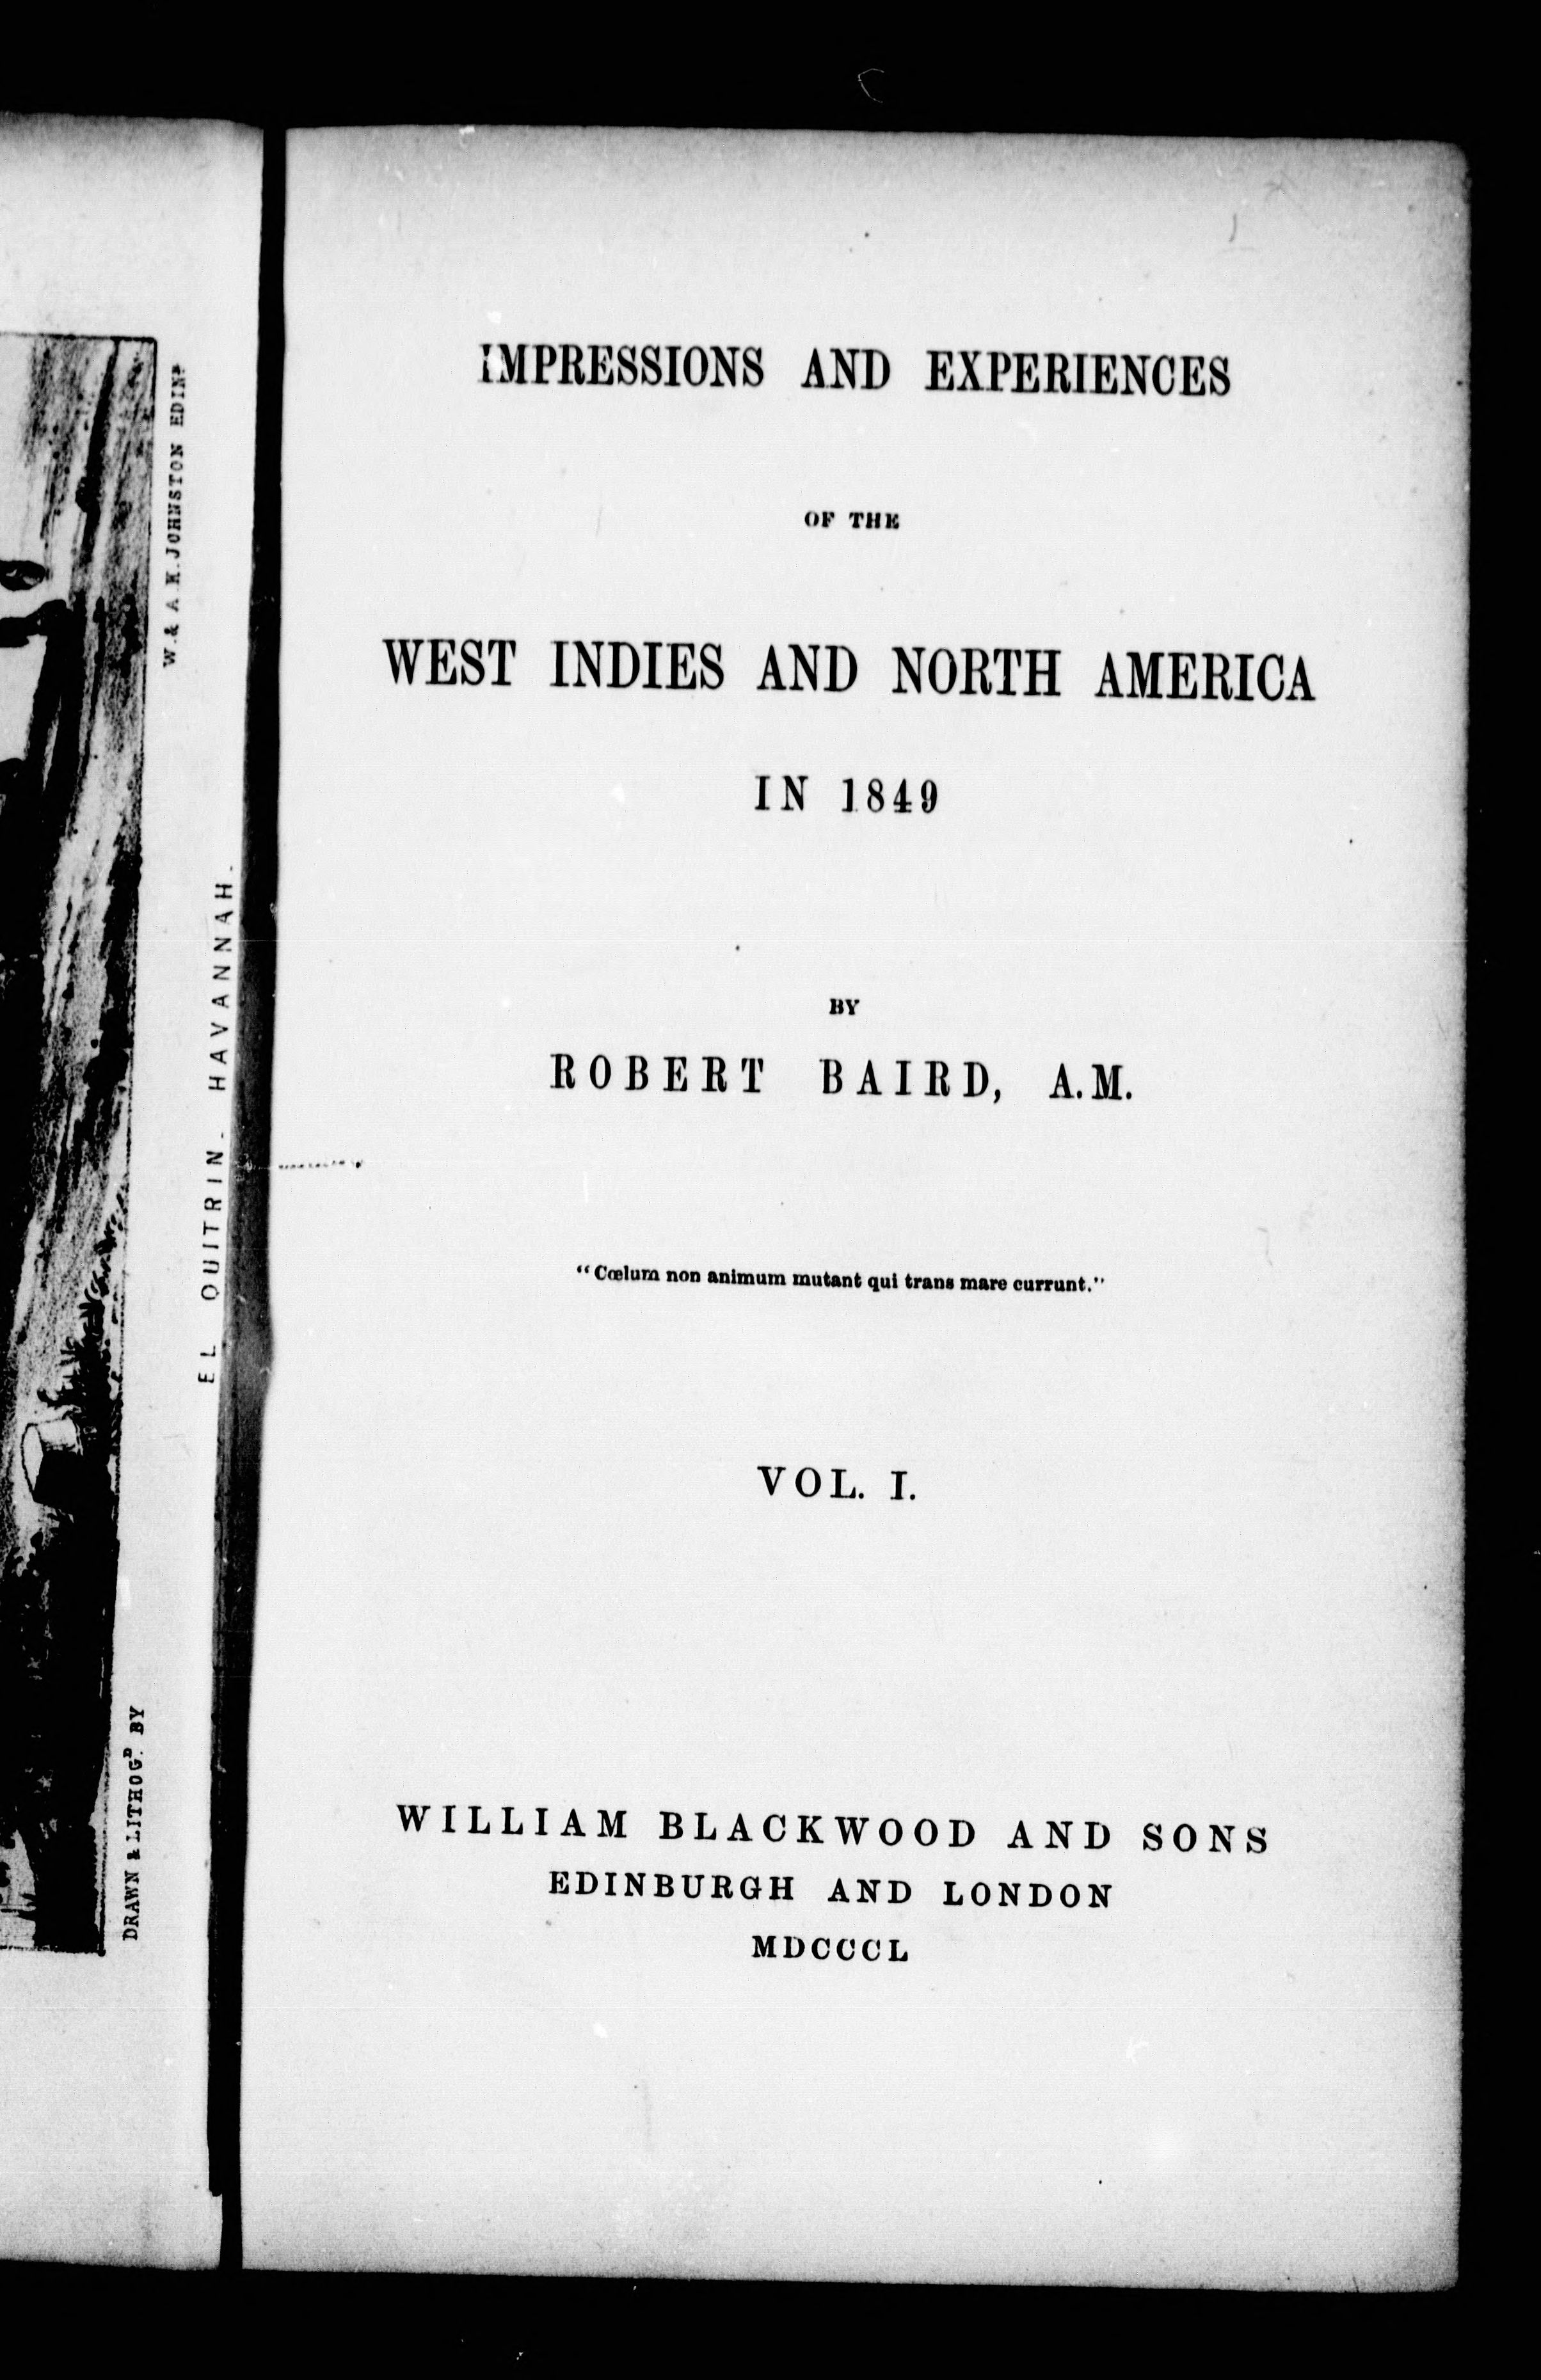 DRAWN & LITHOGD. BY
W. & A. K. JOHNSTON EDINR
EL QUITRIN. HAVANNAH.
IMPRESSIONS AND EXPERIENCES
OF THE
WEST INDIES AND NORTH AMERICA
IN 1849
BY
ROBERT BAIRD, A.M.
"Cœlum non animum mutant qui trans mare currunt."
VOL. I.
WILLIAM BLACKWOOD AND SONS
EDINBURGH AND LONDON
MDCCCL